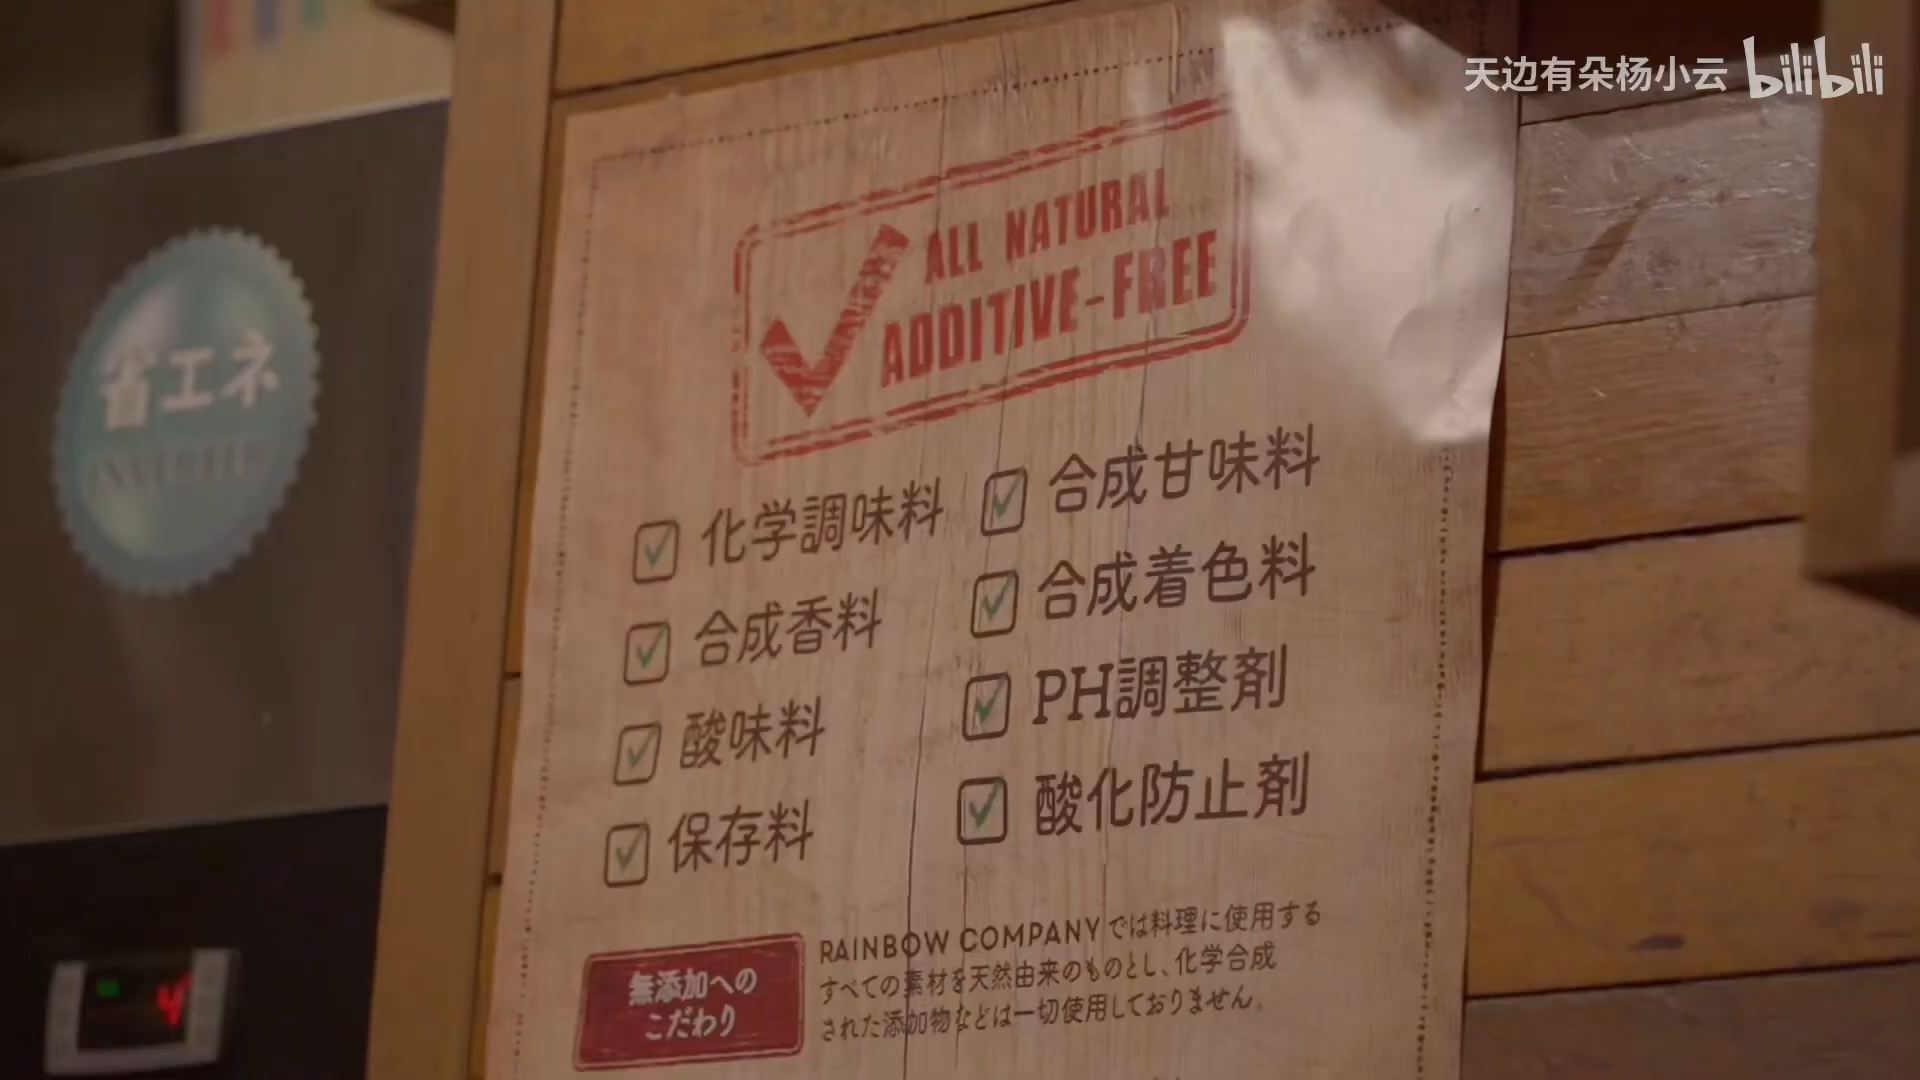 天边有朵杨小云 bilibili
省エネ
INVERTER
ALL NATURAL
ADDITIVE-FREE
化学調味料
合成甘味料
合成香料
合成着色料
酸味料
PH調整剤
保存料
酸化防止剤
無添加への
こだわり
RAINBOW COMPANYでは料理に使用する
すべての素材を天然由来のものとし、化学合成
された添加物などは一切使用しておりません。